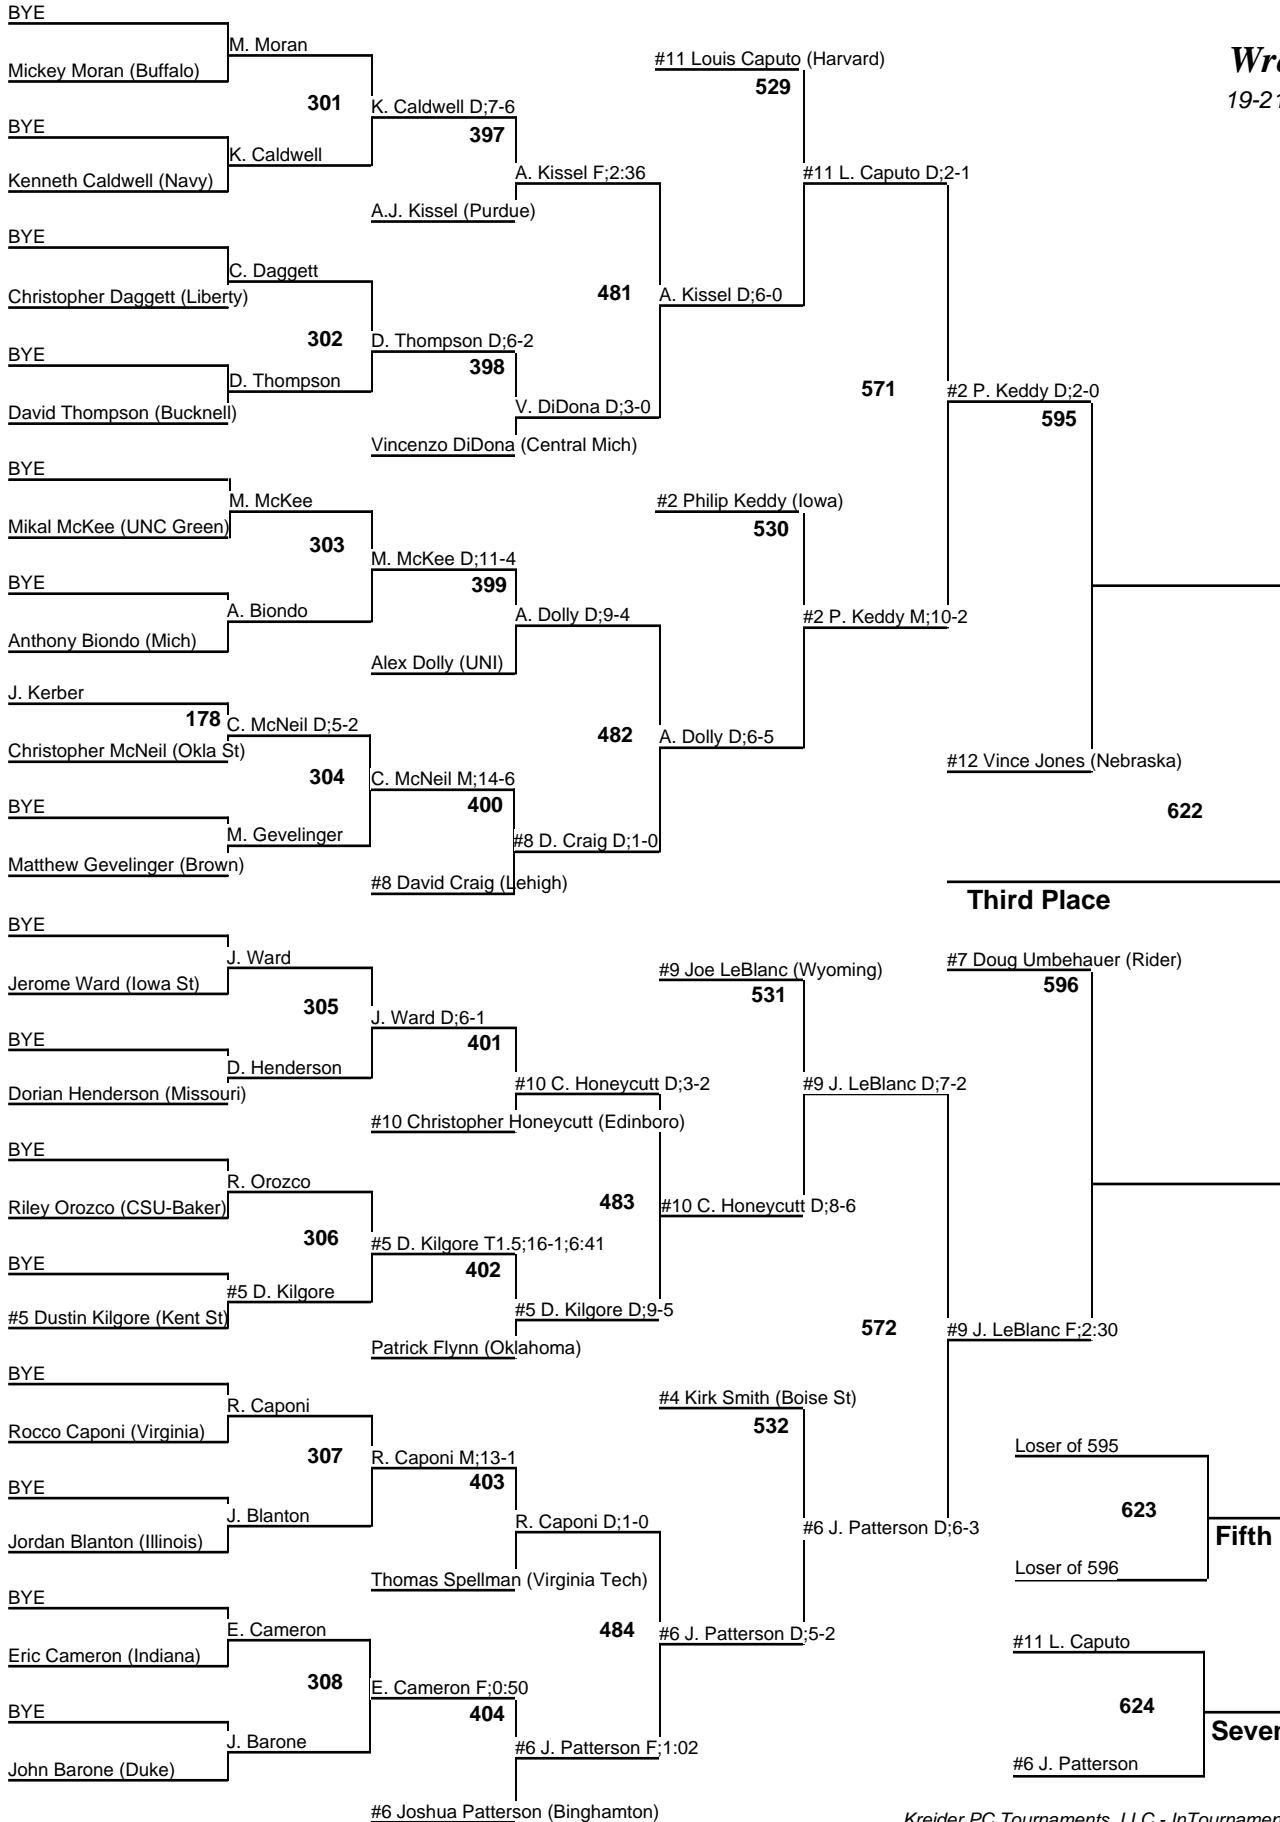 BYE
M. Moran
Mickey Moran (Buffalo)
301
K. Caldwell D;7-6
397
BYE
K. Caldwell
Kenneth Caldwell (Navy)
A. Kissel F;2:36
A.J. Kissel (Purdue)
BYE
C. Daggett
Christopher Daggett (Liberty)
302
D. Thompson D;6-2
398
BYE
D. Thompson
David Thompson (Bucknell)
V. DiDona D;3-0
Vincenzo DiDona (Central Mich)
481
A. Kissel D;6-0
#11 Louis Caputo (Harvard)
529
#11 L. Caputo D;2-1
571
#2 P. Keddy D;2-0
595
BYE
M. McKee
Mikal McKee (UNC Green)
303
M. McKee D;11-4
399
BYE
A. Biondo
Anthony Biondo (Mich)
A. Dolly D;9-4
Alex Dolly (UNI)
J. Kerber
178
C. McNeil D;5-2
Christopher McNeil (Okla St)
304
C. McNeil M;14-6
400
BYE
M. Gevelinger
Matthew Gevelinger (Brown)
#8 D. Craig D;1-0
#8 David Craig (Lehigh)
482
A. Dolly D;6-5
#2 Philip Keddy (Iowa)
530
#2 P. Keddy M;10-2
#12 Vince Jones (Nebraska)
622
Third Place
BYE
J. Ward
Jerome Ward (Iowa St)
305
J. Ward D;6-1
401
BYE
D. Henderson
Dorian Henderson (Missouri)
#10 C. Honeycutt D;3-2
#10 Christopher Honeycutt (Edinboro)
BYE
R. Orozco
Riley Orozco (CSU-Baker)
306
#5 D. Kilgore T1.5;16-1;6:41
402
BYE
#5 D. Kilgore
#5 Dustin Kilgore (Kent St)
#5 D. Kilgore D;9-5
Patrick Flynn (Oklahoma)
483
#10 C. Honeycutt D;8-6
#9 Joe LeBlanc (Wyoming)
531
#9 J. LeBlanc D;7-2
#7 Doug Umbehauer (Rider)
596
572
#9 J. LeBlanc F;2:30
BYE
R. Caponi
Rocco Caponi (Virginia)
307
R. Caponi M;13-1
403
BYE
J. Blanton
Jordan Blanton (Illinois)
R. Caponi D;1-0
Thomas Spellman (Virginia Tech)
BYE
E. Cameron
Eric Cameron (Indiana)
308
E. Cameron F;0:50
404
BYE
J. Barone
John Barone (Duke)
#6 J. Patterson F;1:02
#6 Joshua Patterson (Binghamton)
484
#6 J. Patterson D;5-2
#4 Kirk Smith (Boise St)
532
#6 J. Patterson D;6-3
Loser of 595
623
Fifth
Loser of 596
#11 L. Caputo
624
#6 J. Patterson
19-21